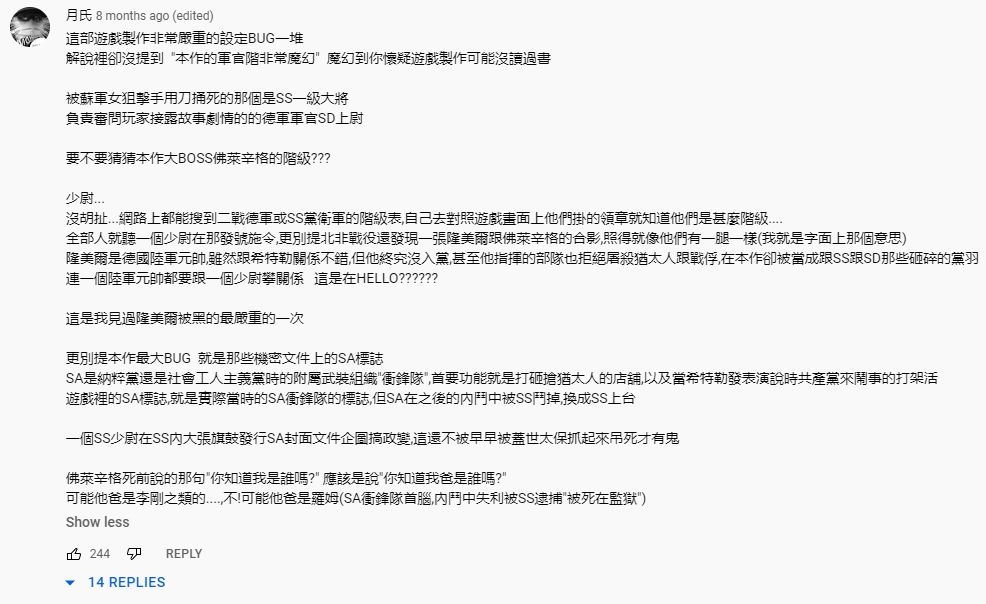 月氏 8 months ago (edited)
這部遊戲製作非常嚴重的設定BUG一堆
解說裡卻沒提到 "本作的軍官階非常魔幻" 魔幻到你懷疑遊戲製作可能沒讀過書
被蘇軍女狙擊手用刀捅死的那個是SS一級大將
負責審問玩家接露故事劇情的的德軍軍官SD上尉
要不要猜猜本作大BOSS佛萊辛格的階級???
少尉...
沒胡扯...網路上都能搜到二戰德軍或SS黨衛軍的階級表,自己去對照遊戲畫面上他們掛的領章就知道他們是甚麼階級....
全部人就聽一個少尉在那發號施令,更別提北非戰役還發現一張隆美爾跟佛萊辛格的合影,照得就像他們有一腿一樣(我就是字面上那個意思)
隆美爾是德國陸軍元帥,雖然跟希特勒關係不錯,但他終究沒入黨,甚至他指揮的部隊也拒絕屠殺猶太人跟戰俘,在本作卻被當成跟SS跟SD那些砸碎的黨羽
連一個陸軍元帥都要跟一個少尉攀關係 這是在HELLO??????
這是我見過隆美爾被黑的最嚴重的一次
更別提本作最大BUG 就是那些機密文件上的SA標誌
SA是納粹黨還是社會工人主義黨時的附屬武裝組織"衝鋒隊",首要功能就是打砸搶猶太人的店舖,以及當希特勒發表演說時共產黨來鬧事的打架活
遊戲裡的SA標誌,就是實際當時的SA衝鋒隊的標誌,但SA在之後的內鬥中被SS鬥掉,換成SS上台
一個SS少尉在SS內大張旗鼓發行SA封面文件企圖搞政變,這還不被早早被蓋世太保抓起來吊死才有鬼
佛萊辛格死前說的那句"你知道我是誰嗎?" 應該是說"你知道我爸是誰嗎?"
可能他爸是李剛之類的....,不!可能他爸是羅姆(SA衝鋒隊首腦,內鬥中失利被SS逮捕"被死在監獄")
Show less
244 REPLY
14 REPLIES